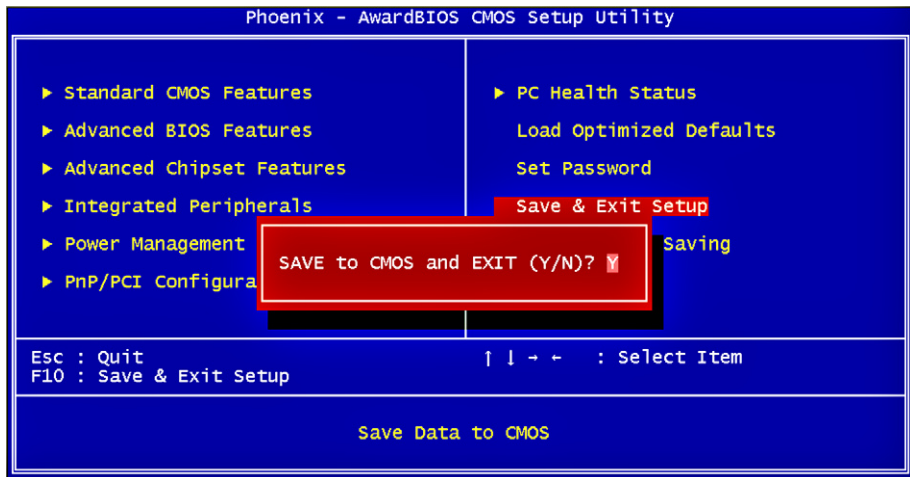 Phoenix - AwardBIOS CMOS Setup Utility
▶ Standard CMOS Features
▶ Advanced BIOS Features
▶ Advanced Chipset Features
▶ Integrated Peripherals
▶ Power Management
▶ PnP/PCI Configura
▶ PC Health Status
Load Optimized Defaults
Set Password
Save & Exit Setup
Saving
SAVE to CMOS and EXIT (Y/N)? Y
Esc : Quit
F10 : Save & Exit Setup
↑ ↓ → ← : Select Item
Save Data to CMOS